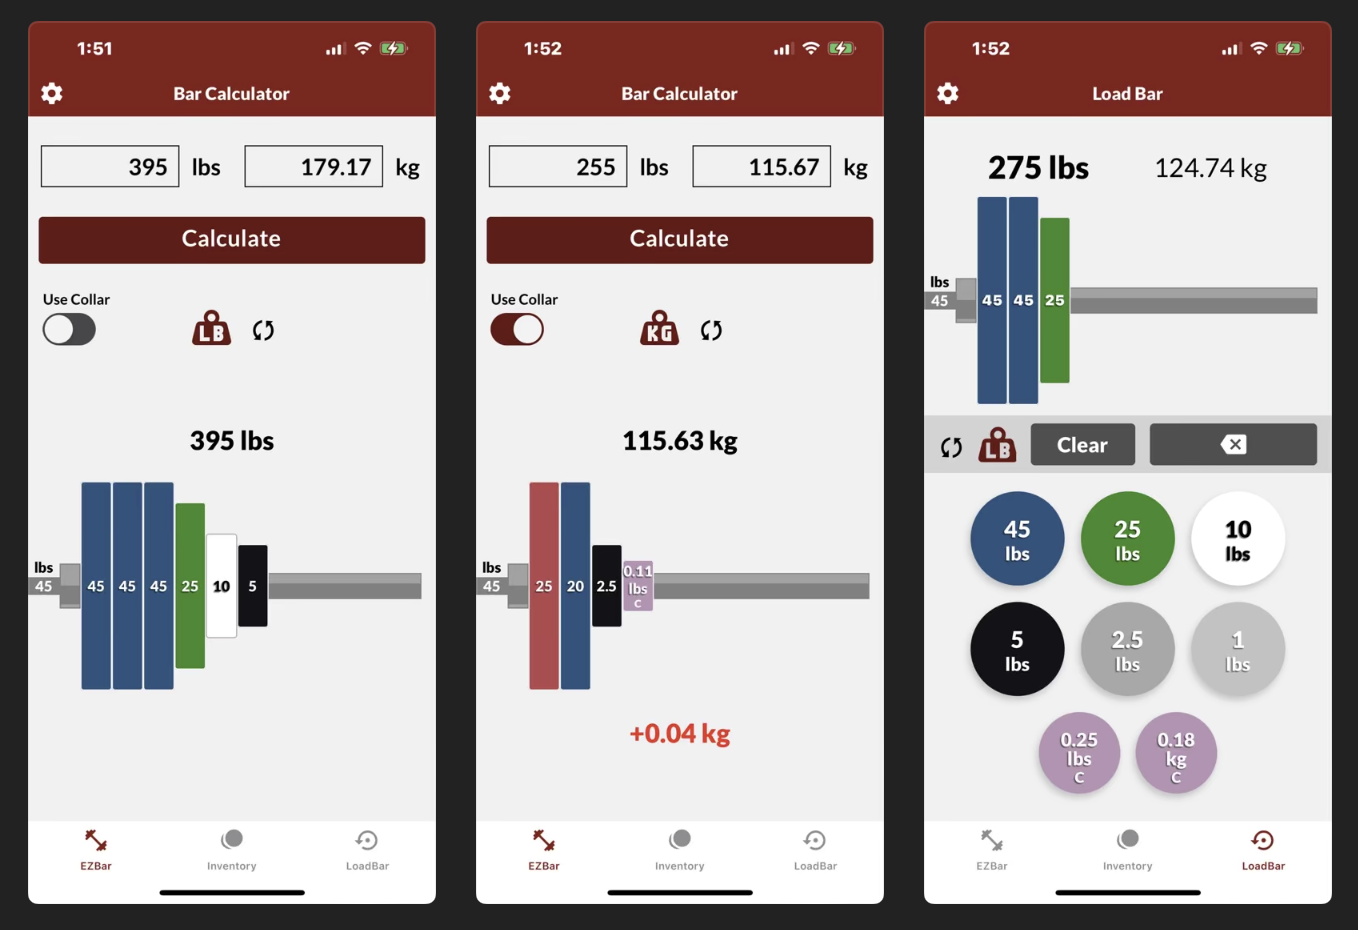 1:51
Bar Calculator
395 lbs 179.17 kg
Calculate
Use Collar
LB
395 lbs
lbs
45 45 45 45 25 10 5
EZBar Inventory LoadBar
1:52
Bar Calculator
255 lbs 115.67 kg
Calculate
Use Collar
KG
115.63 kg
lbs
45 25 20 2.5 0.11
lbs
C
+0.04 kg
EZBar Inventory LoadBar
1:52
Load Bar
275 lbs 124.74 kg
lbs
45 45 45 25
LB Clear
45 25 10
lbs lbs lbs
5 2.5 1
lbs lbs lbs
0.25 0.18
lbs kg
C C
EZBar Inventory LoadBar